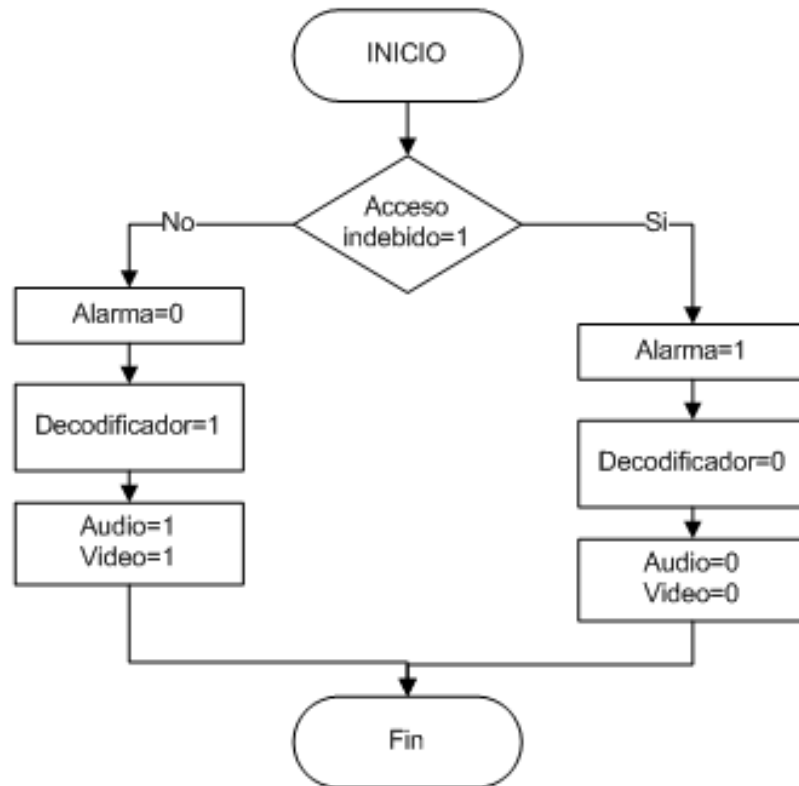 INICIO
Acceso
indebido=1
No
Si
Alarma=0
Decodificador=1
Audio=1
Video=1
Alarma=1
Decodificador=0
Audio=0
Video=0
Fin